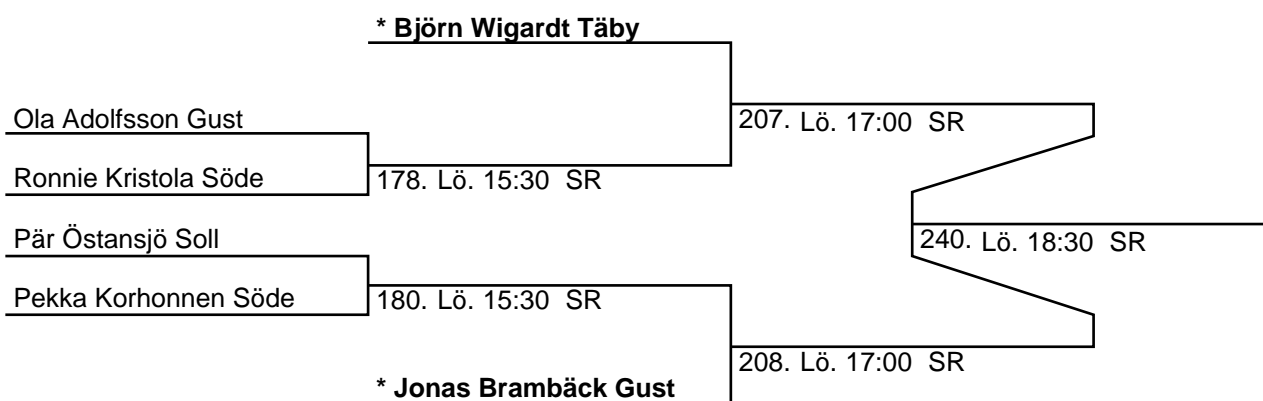 * Björn Wigardt Täby
Ola Adolfsson Gust
207. Lö. 17:00 SR
Ronnie Kristola Söde
178. Lö. 15:30 SR
Pär Östansjö Soll
240. Lö. 18:30 SR
Pekka Korhonnen Söde
180. Lö. 15:30 SR
208. Lö. 17:00 SR
* Jonas Brambäck Gust